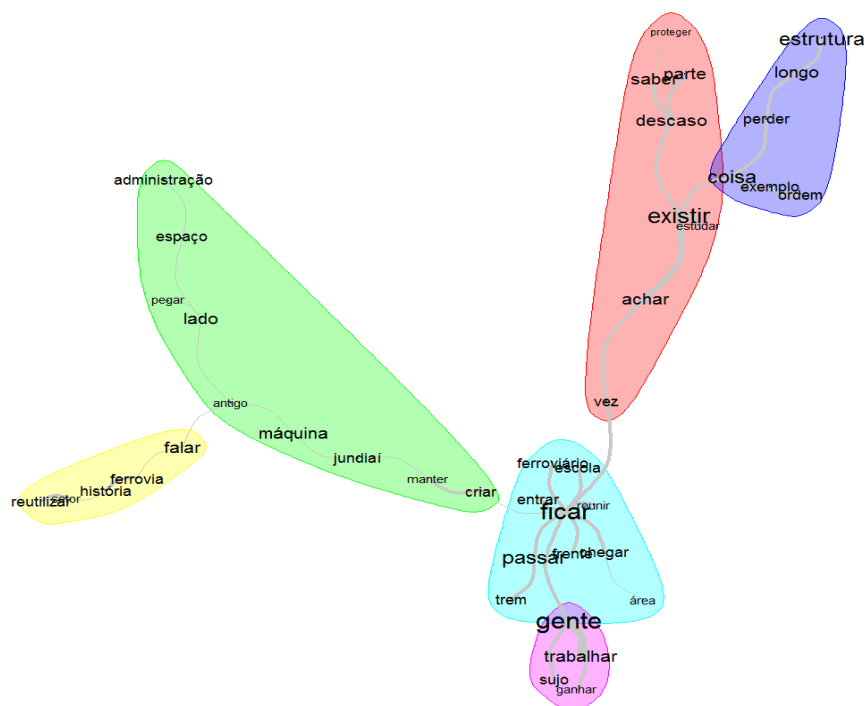 proteger
estrutura
saber
parte
longo
descaso
perder
coisa
exemplo
ordem
administração
existir
estudar
espaço
pegar
lado
achar
antigo
vez
máquina
falar
jundiaí
ferroviário
escola
ferrovia
manter
história
criar
entrar
reunir
reutilizar
setor
ficar
passar
frente
chegar
trem
área
gente
trabalhar
sujo
ganhar